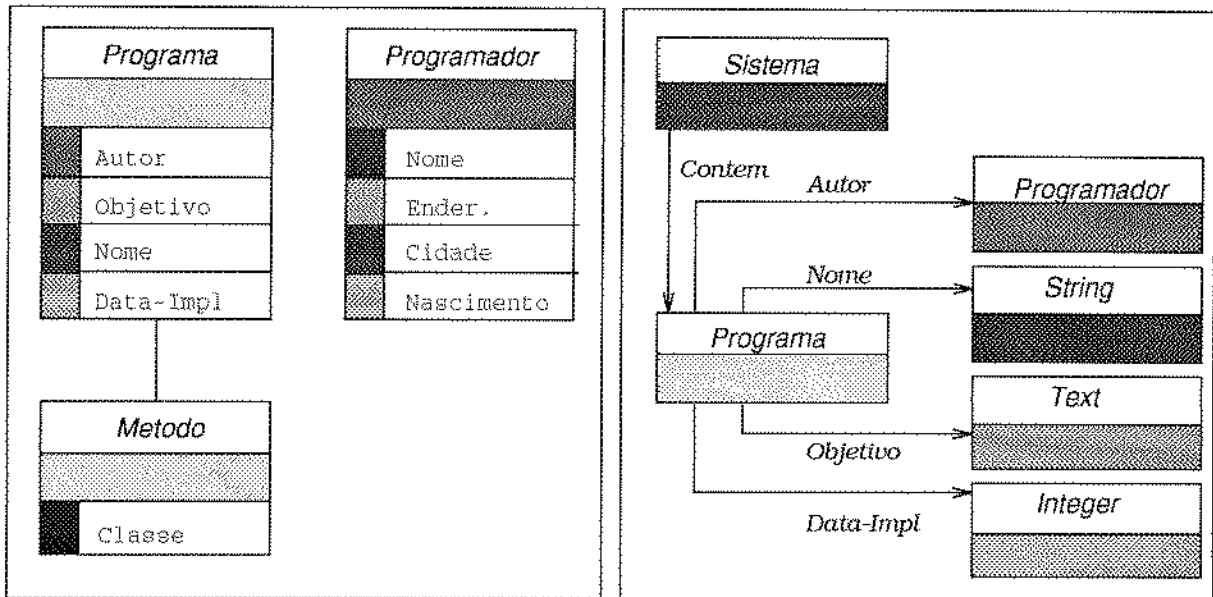 Programa
Autor
Objetivo
Nome
Data-Impl
Metodo
Classe
Programador
Nome
Ender.
Cidade
Nascimento
Sistema
Contem
Autor
Programador
Nome
String
Programa
Text
Objetivo
Integer
Data-Impl